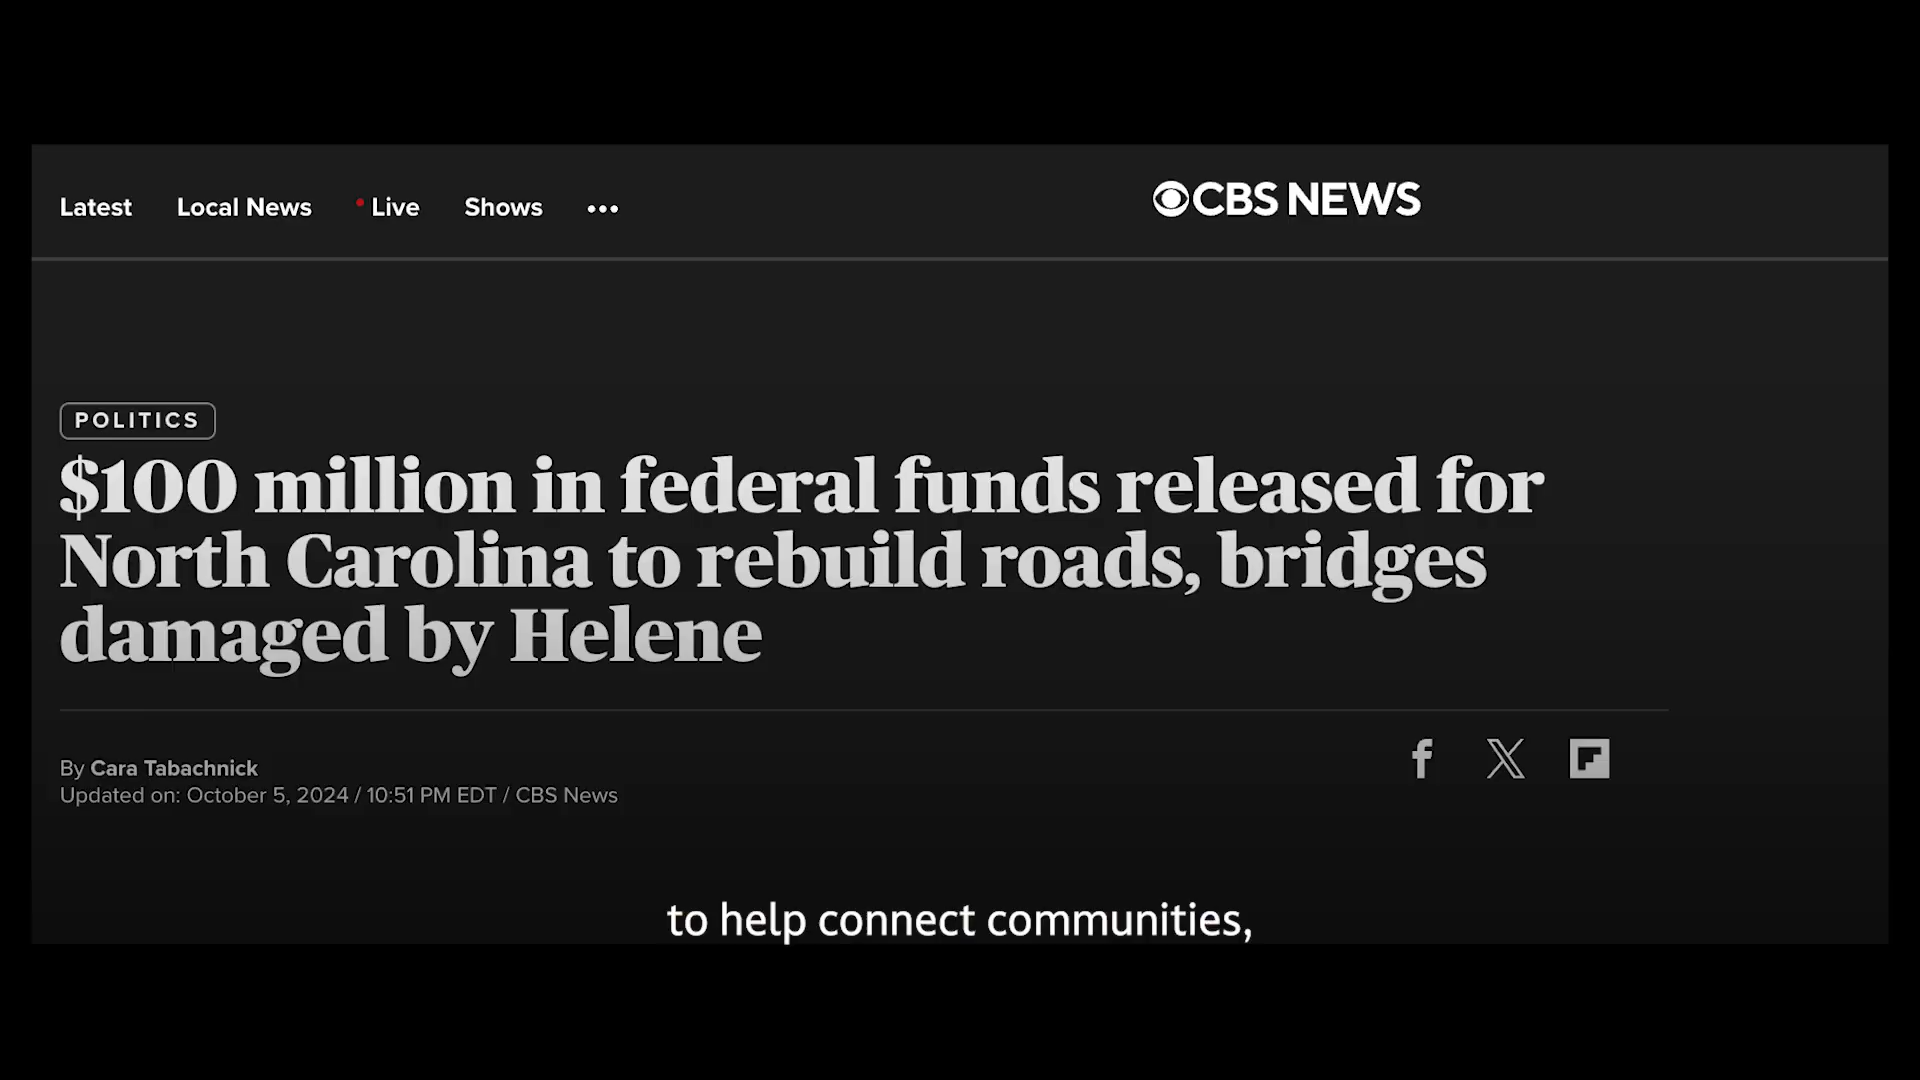 Latest Local News Live Shows ...
CBS NEWS
POLITICS
$100 million in federal funds released for
North Carolina to rebuild roads, bridges
damaged by Helene
By Cara Tabachnick
Updated on: October 5, 2024 / 10:51 PM EDT / CBS News
to help connect communities,